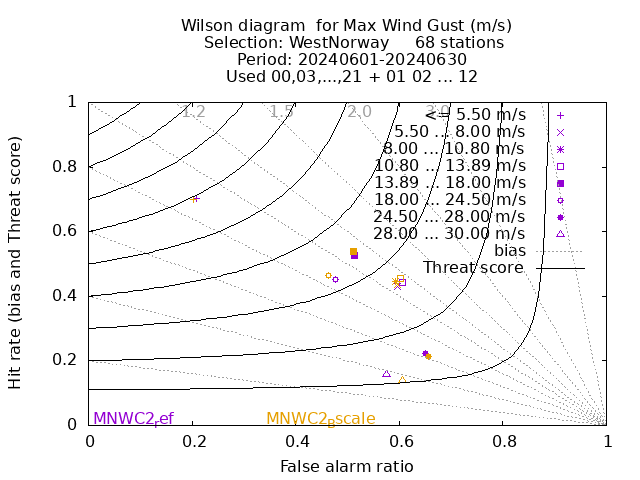 Wilson diagram for Max Wind Gust (m/s)
Selection: WestNorway 68 stations
Period: 20240601-20240630
Used 00,03,...,21 + 01 02 ... 12
Hit rate (bias and Threat score)
1
0.8
0.6
0.4
0.2
0
1.2 1.5 2.0 3.0
<= 5.50 m/s
5.50 ... 8.00 m/s
8.00 ... 10.80 m/s
10.80 ... 13.89 m/s
13.89 ... 18.00 m/s
18.00 ... 24.50 m/s
24.50 ... 28.00 m/s
28.00 ... 30.00 m/s
bias
Threat score
MNWC2ref MNWC2Bscale
0 0.2 0.4 0.6 0.8 1
False alarm ratio